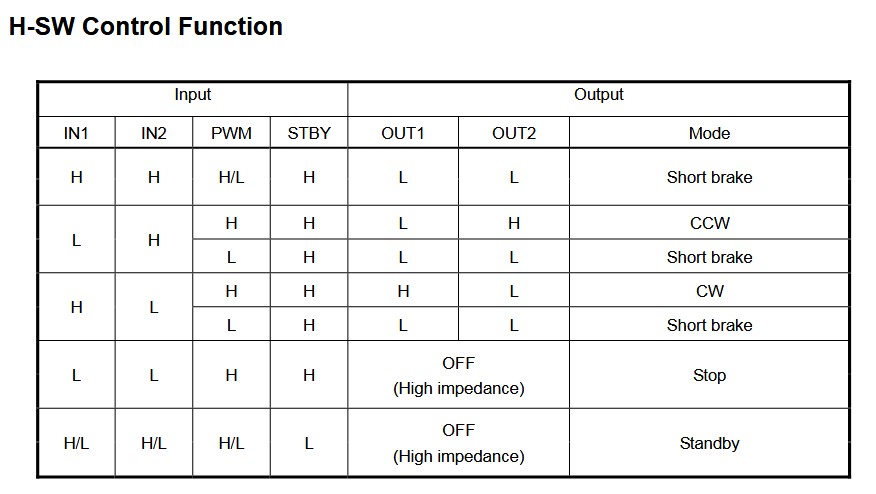 H-SW Control Function
Input Output
IN1 IN2 PWM STBY OUT1 OUT2 Mode
H H H/L H L L Short brake
L H H H L H CCW
L H L L Short brake
H L H H H L CW
L H L L Short brake
L L H H OFF
(High impedance) Stop
H/L H/L H/L L OFF
(High impedance) Standby